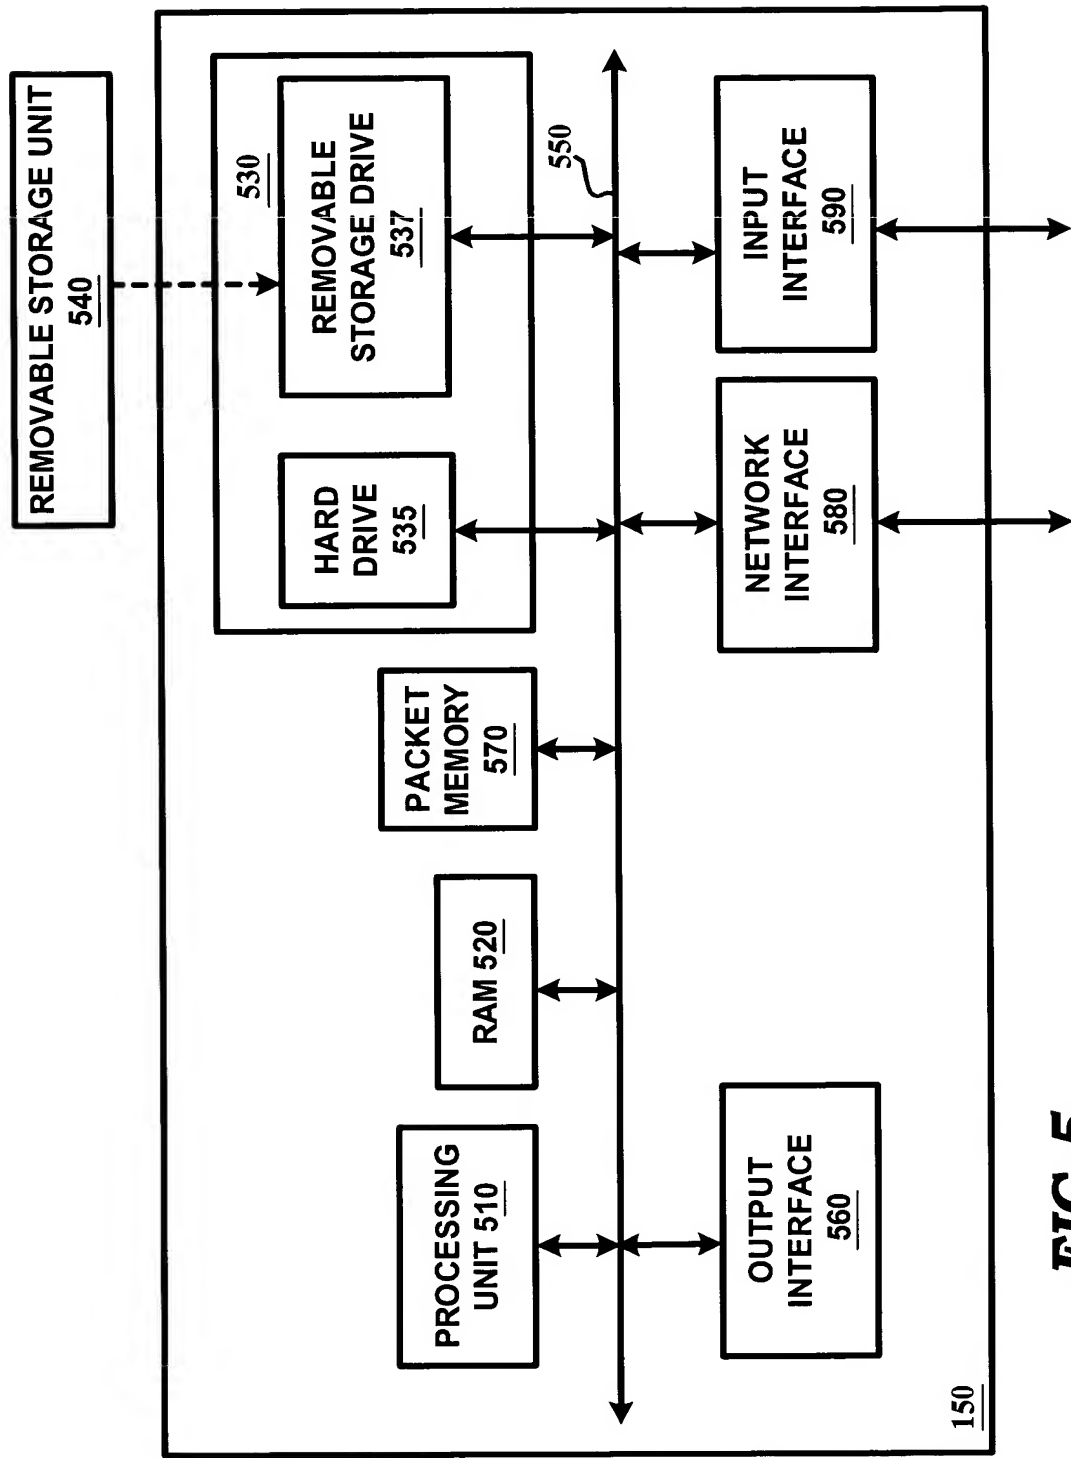 REMOVABLE STORAGE UNIT
540
530
REMOVABLE
STORAGE DRIVE
537
HARD
DRIVE
535
PACKET
MEMORY
570
RAM 520
PROCESSING
UNIT 510
550
INPUT
INTERFACE
590
NETWORK
INTERFACE
580
OUTPUT
INTERFACE
560
150
FIG. 5